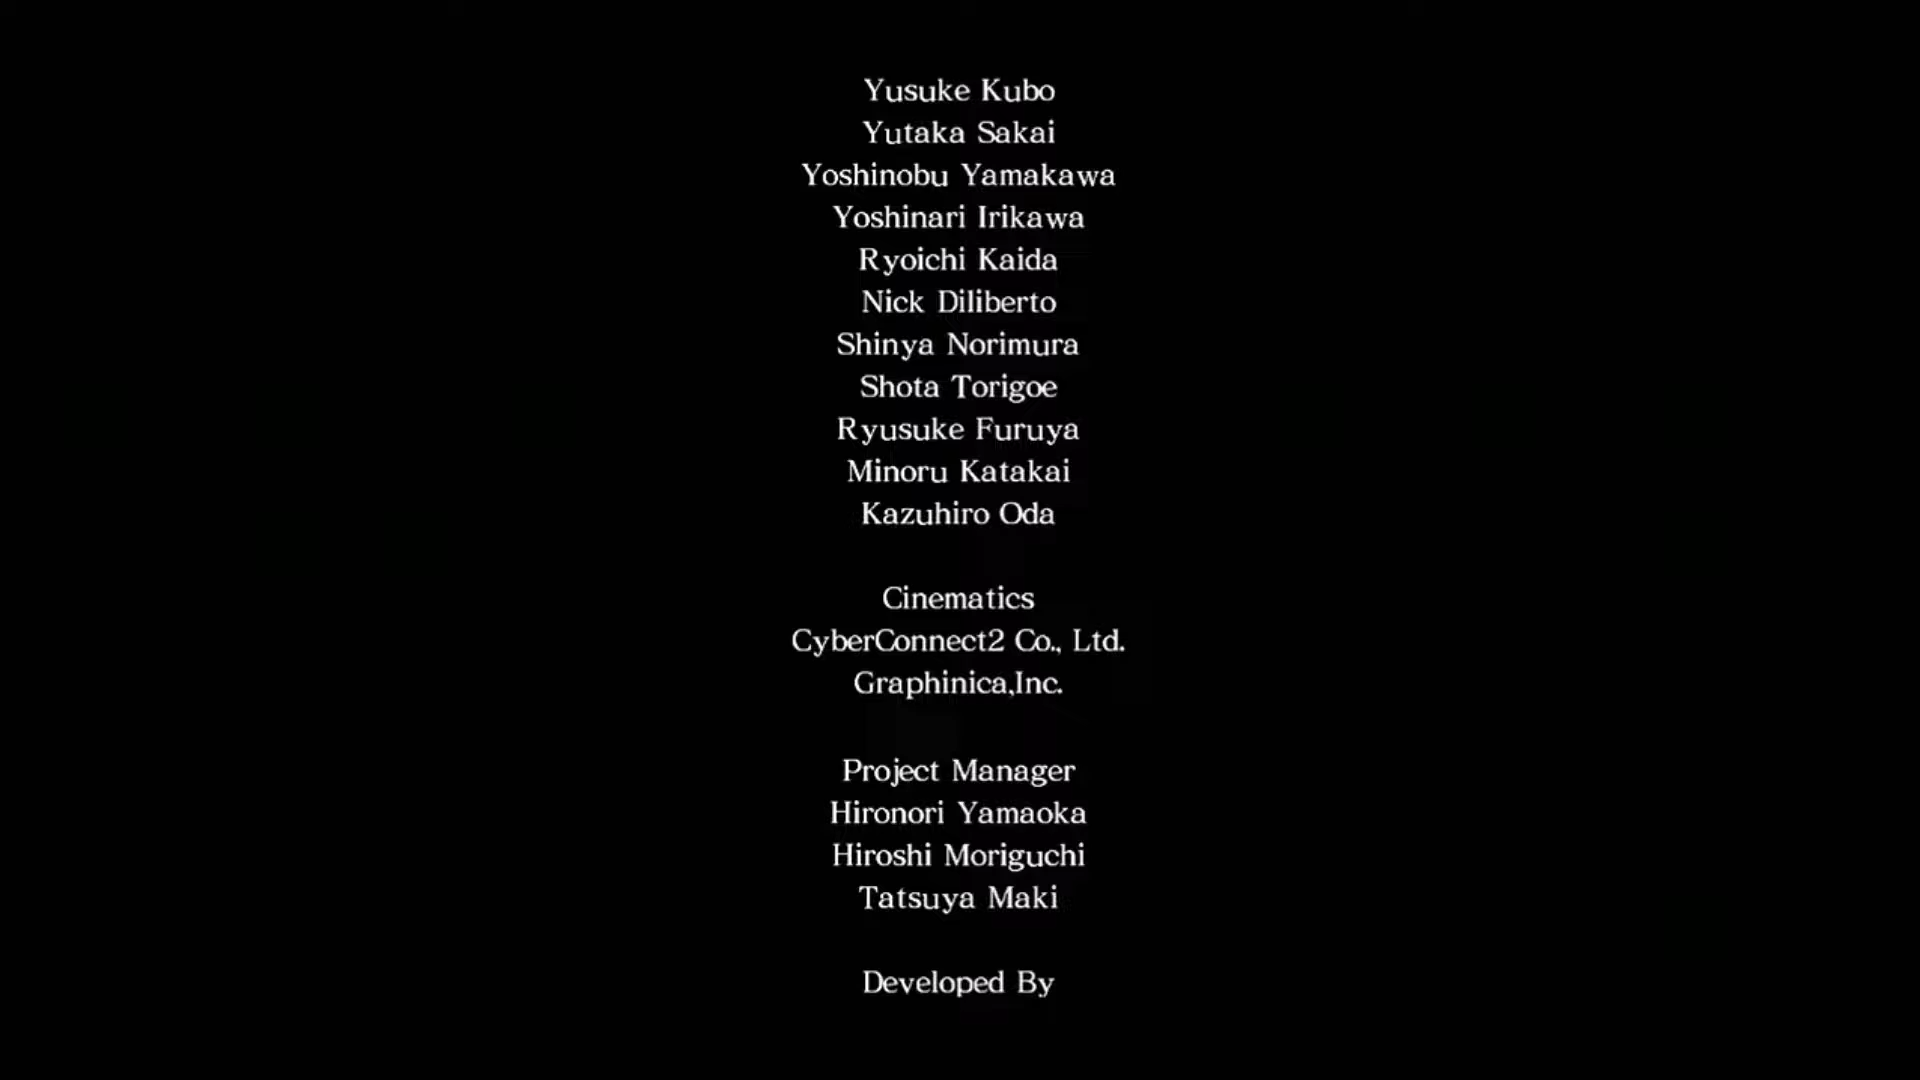 Yusuke Kubo
Yutaka Sakai
Yoshinobu Yamakawa
Yoshinari Irikawa
Ryoichi Kaida
Nick Diliberto
Shinya Norimura
Shota Torigoe
Ryusuke Furuya
Minoru Katakai
Kazuhiro Oda
Cinematics
CyberConnect2 Co., Ltd.
Graphinica,Inc.
Project Manager
Hironori Yamaoka
Hiroshi Moriguchi
Tatsuya Maki
Developed By